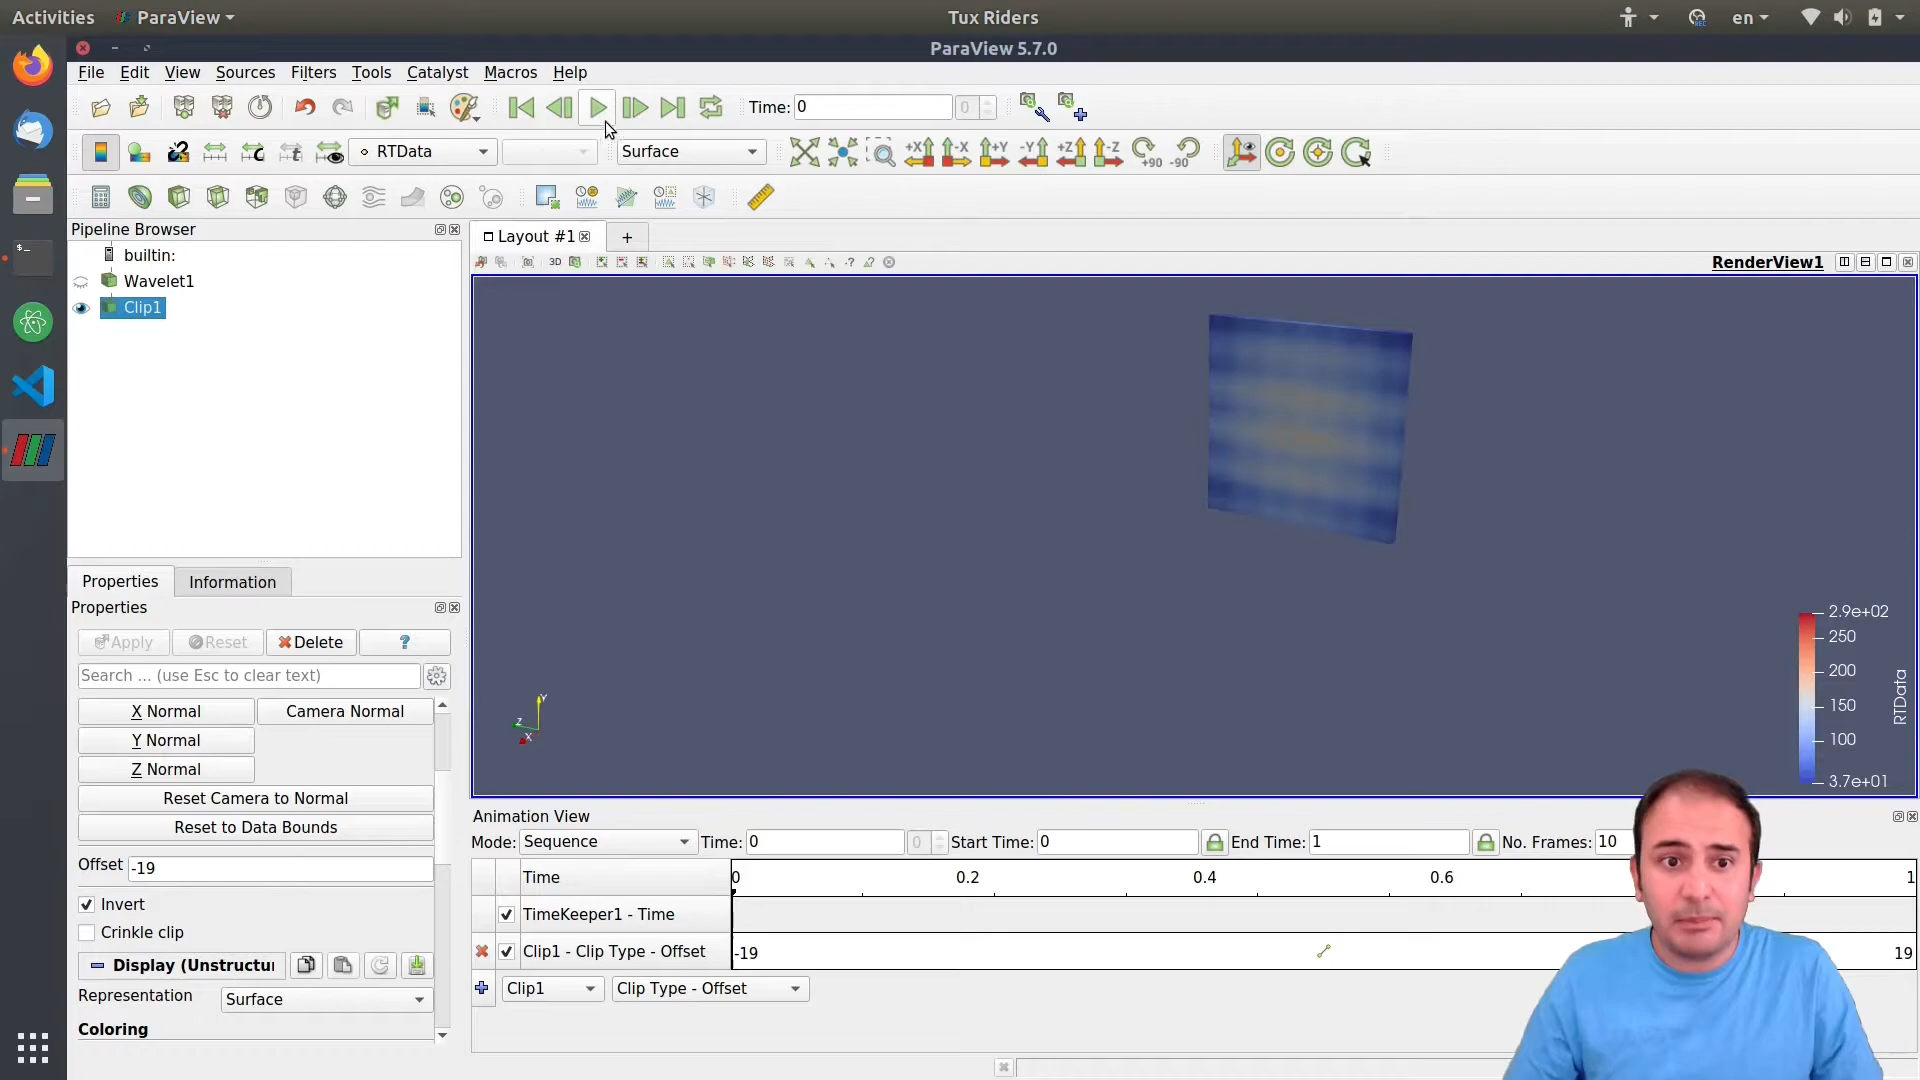 Activities ParaView Tux Riders en
ParaView 5.7.0
File Edit View Sources Filters Tools Catalyst Macros Help
Time: 0 0
RTData Surface +X -X +Y -Y +Z -Z +90 -90
Pipeline Browser
Layout #1 +
builtin:
3D RenderView1
Wavelet1
Clip1
Properties Information
Properties
Apply Reset Delete ?
Search ... (use Esc to clear text)
X Normal Camera Normal
Y Normal
Z Normal
Reset Camera to Normal
Reset to Data Bounds
Offset -19
Invert
Crinkle clip
Display (Unstructur
Representation Surface
Coloring
Y
Z
X
2.9e+02
250
200
150
100
3.7e+01
RTData
Animation View
Mode: Sequence Time: 0 0 Start Time: 0 End Time: 1 No. Frames: 10
Time 0 0.2 0.4 0.6 1
TimeKeeper1 - Time
Clip1 - Clip Type - Offset -19 19
Clip1 Clip Type - Offset